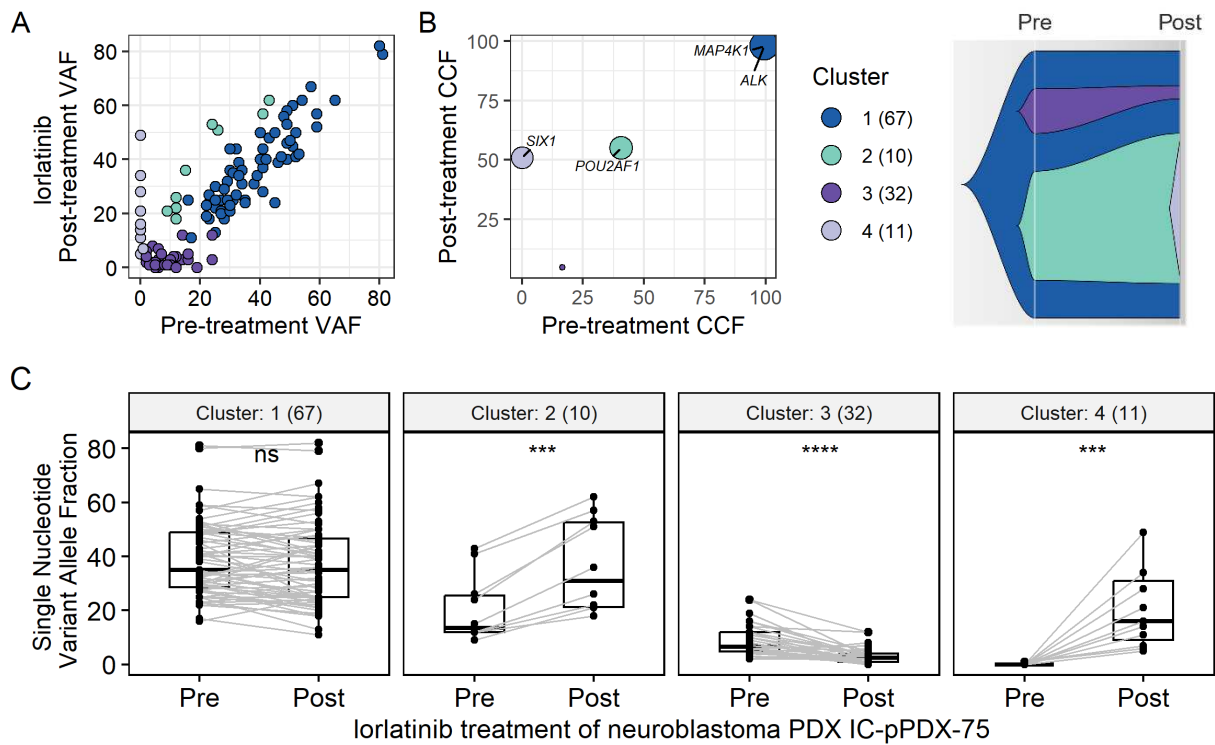 A
lorlatinib
Post-treatment VAF
80
60
40
20
0
0
20
40
60
80
Pre-treatment VAF
B
Post-treatment CCF
100
75
50
25
0
25
50
75
100
Pre-treatment CCF
MAP4K1
ALK
SIX1
POU2AF1
Cluster
1 (67)
2 (10)
3 (32)
4 (11)
Pre
Post
C
Single Nucleotide
Variant Allele Fraction
80
60
40
20
0
Cluster: 1 (67)
Cluster: 2 (10)
Cluster: 3 (32)
Cluster: 4 (11)
ns
***
****
***
Pre
Post
Pre
Post
Pre
Post
Pre
Post
lorlatinib treatment of neuroblastoma PDX IC-pPDX-75